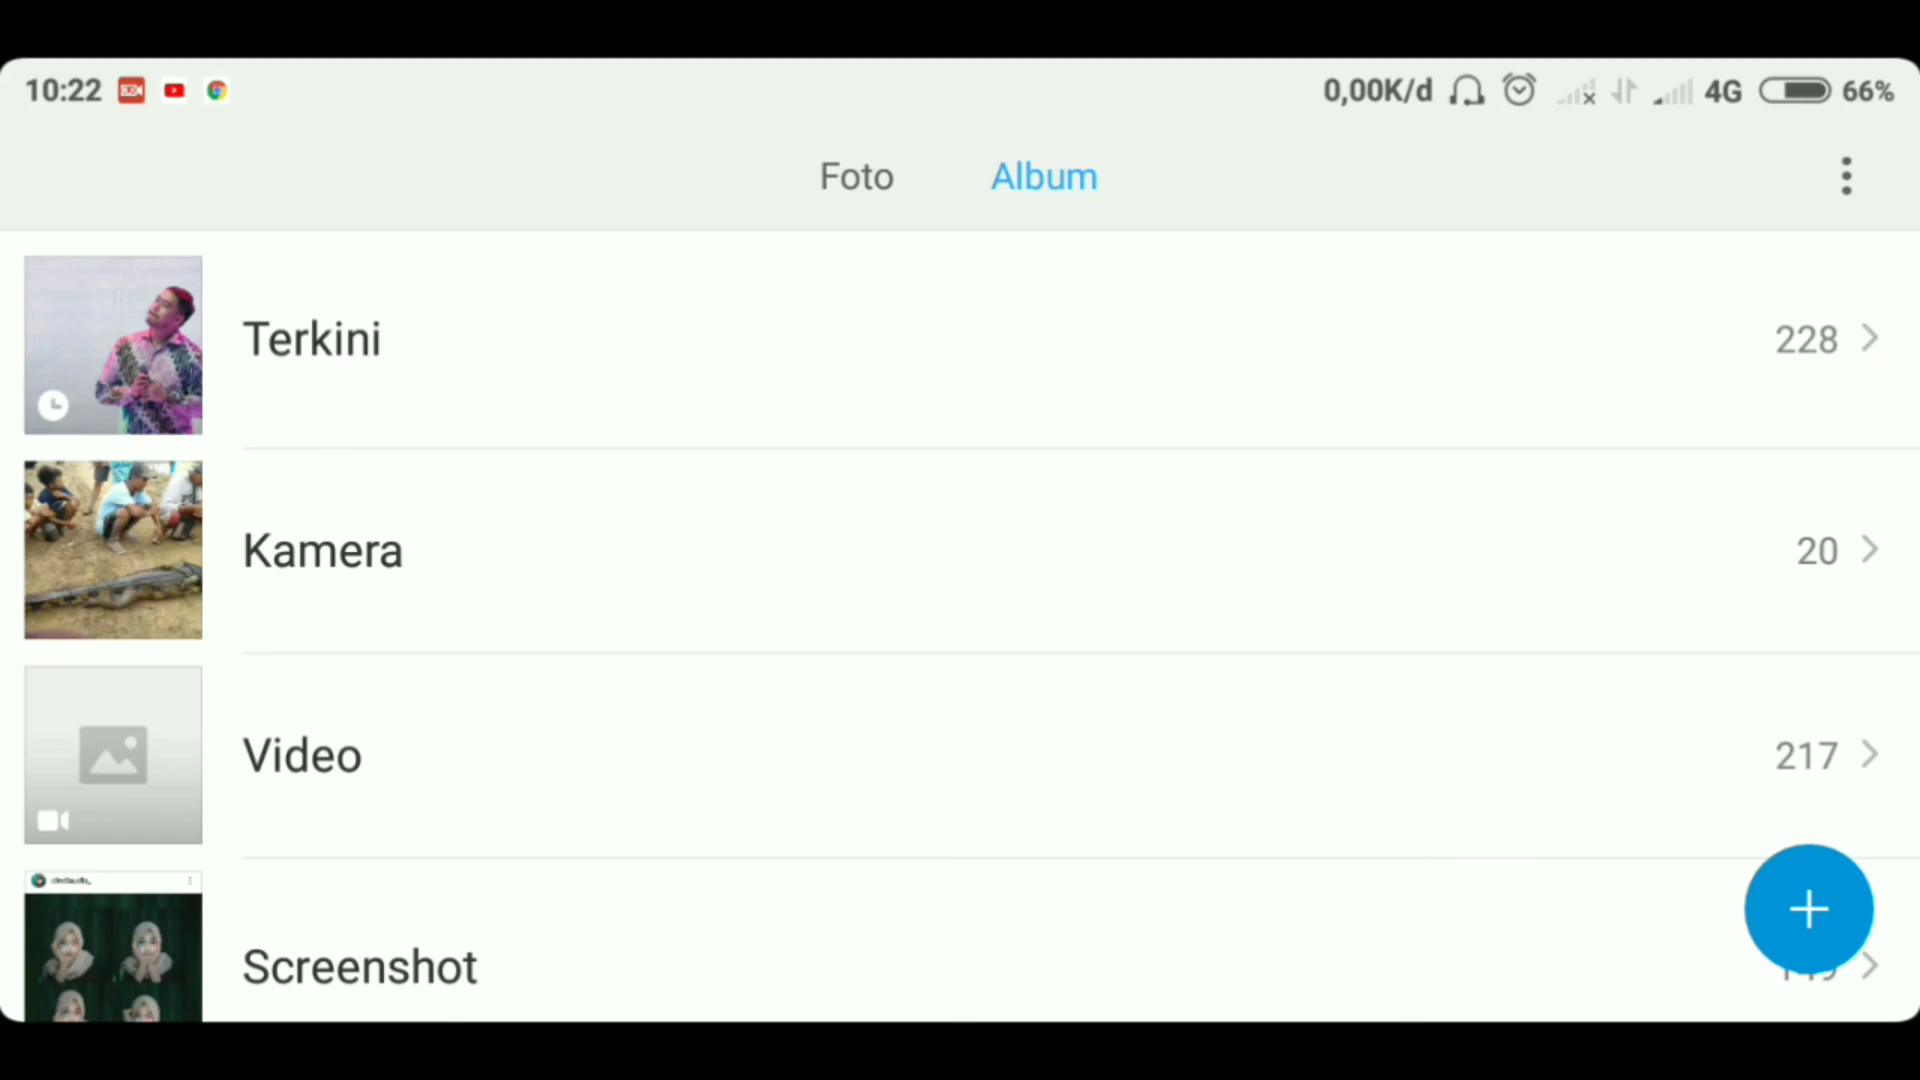 10:22
0,00K/d 4G 66%
Foto Album
Terkini 228
Kamera 20
Video 217
Screenshot